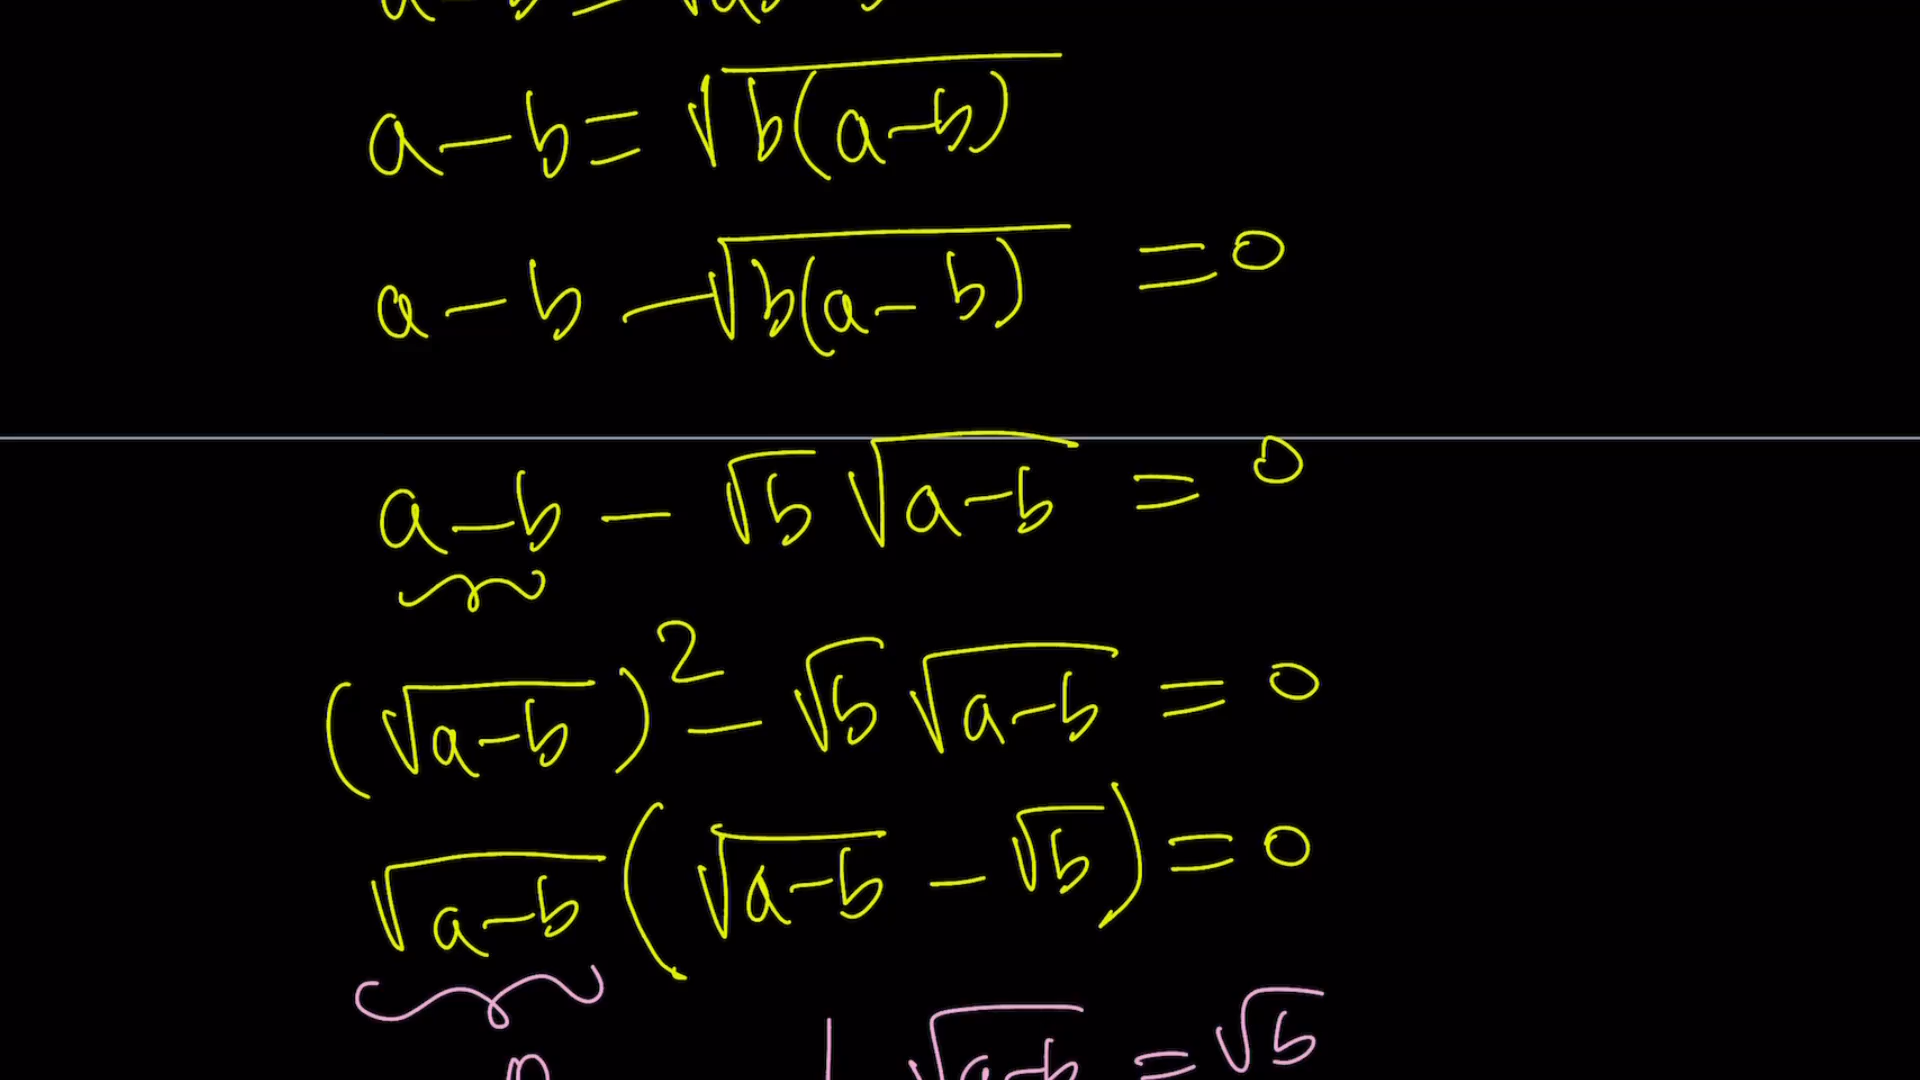 a-b=√(b(a-b))
a-b-√(b(a-b)) =0
a-b-√b √(a-b) =0
(√(a-b))²-√b √(a-b) =0
√(a-b) (√(a-b) - √b)=0
√(a-b) =√b